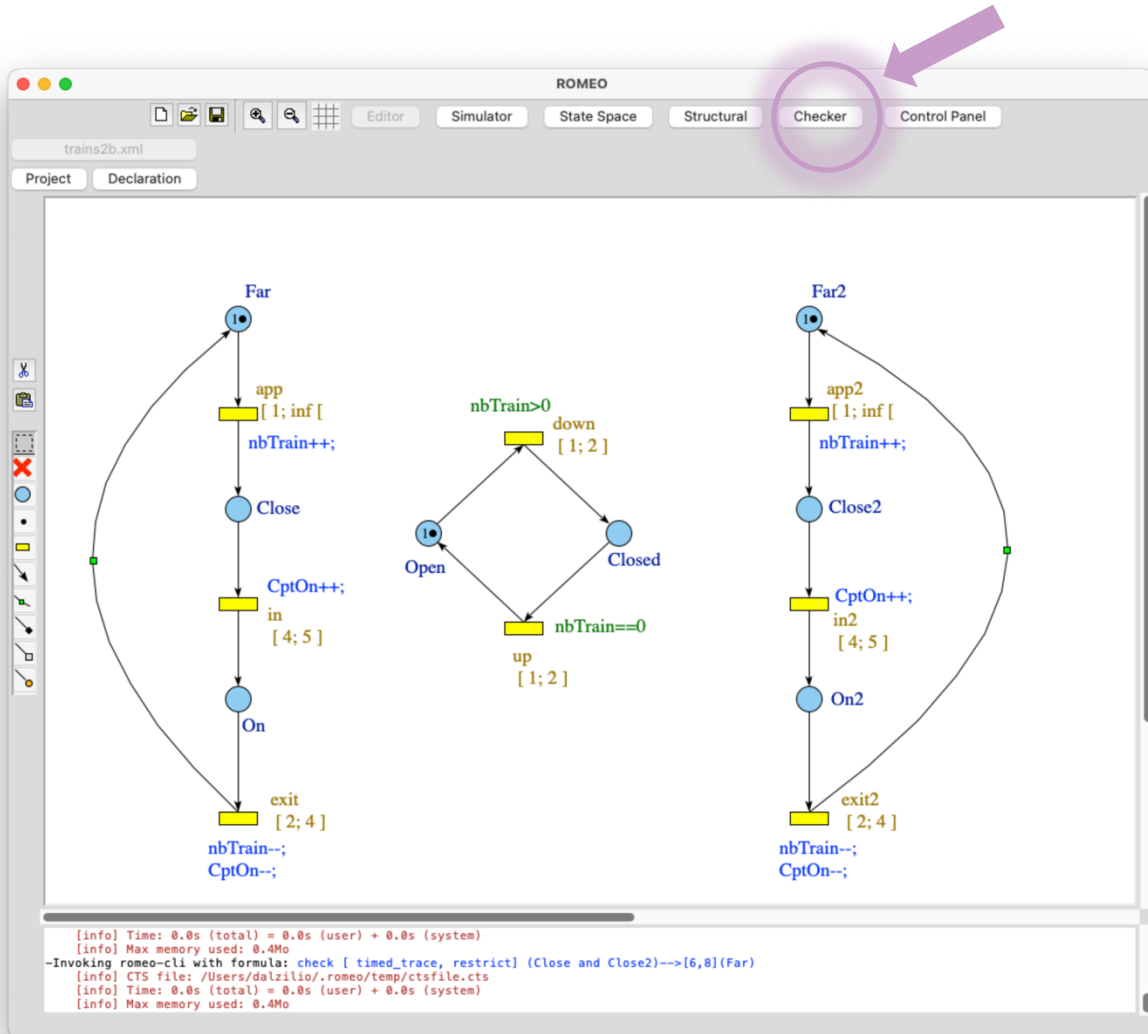 ROMEO
Editor Simulator State Space Structural Checker Control Panel
trains2b.xml
Project Declaration
Far
1
app
[ 1; inf [
nbTrain++;
Close
CptOn++;
in
[ 4; 5 ]
On
exit
[ 2; 4 ]
nbTrain--;
CptOn--;
nbTrain>0
down
[ 1; 2 ]
1
Open
Closed
nbTrain==0
up
[ 1; 2 ]
Far2
1
app2
[ 1; inf [
nbTrain++;
Close2
CptOn++;
in2
[ 4; 5 ]
On2
exit2
[ 2; 4 ]
nbTrain--;
CptOn--;
[info] Time: 0.0s (total) = 0.0s (user) + 0.0s (system)
[info] Max memory used: 0.4Mo
-Invoking romeo-cli with formula: check [ timed_trace, restrict] (Close and Close2)-->[6,8](Far)
[info] CTS file: /Users/dalzilio/.romeo/temp/ctsfile.cts
[info] Time: 0.0s (total) = 0.0s (user) + 0.0s (system)
[info] Max memory used: 0.4Mo